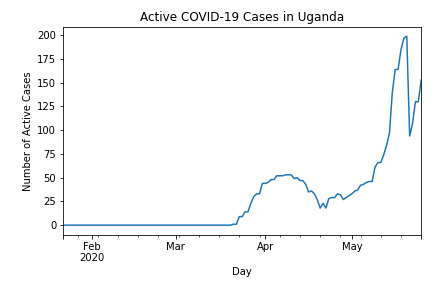 Active COVID-19 Cases in Uganda
Number of Active Cases
200
175
150
125
100
75
50
25
0
Feb
2020
Mar
Apr
May
Day